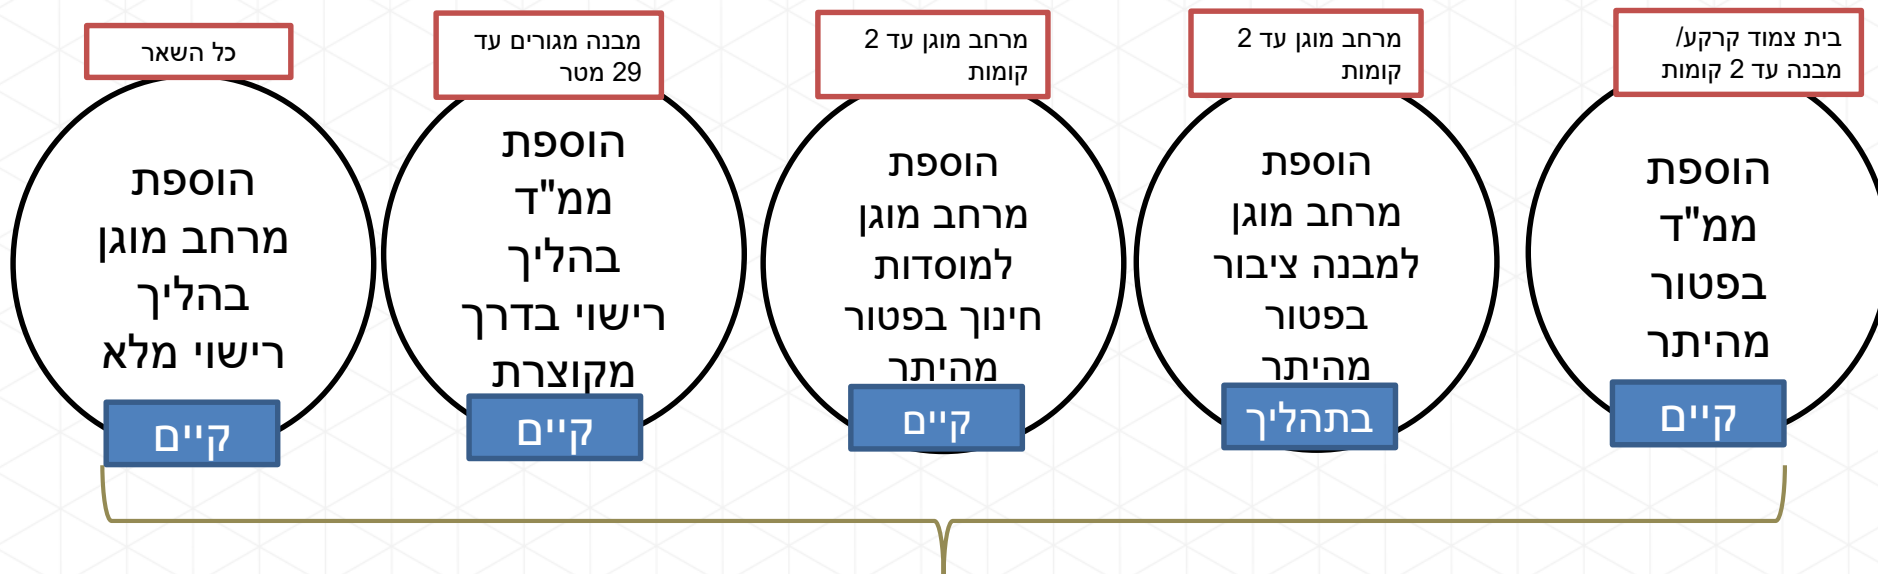 בית צמוד קרקע/
מבנה עד 2 קומות
הוספת
ממ"ד
בפטור
מהיתר
קיים
מרחב מוגן עד 2
קומות
הוספת
מרחב מוגן
למבנה ציבור
בפטור
מהיתר
בתהליך
מרחב מוגן עד 2
קומות
הוספת
מרחב מוגן
למוסדות
חינוך בפטור
מהיתר
קיים
מבנה מגורים עד
29 מטר
הוספת
ממ"ד
בהליך
רישוי בדרך
מקוצרת
קיים
כל השאר
הוספת
מרחב מוגן
בהליך
רישוי מלא
קיים